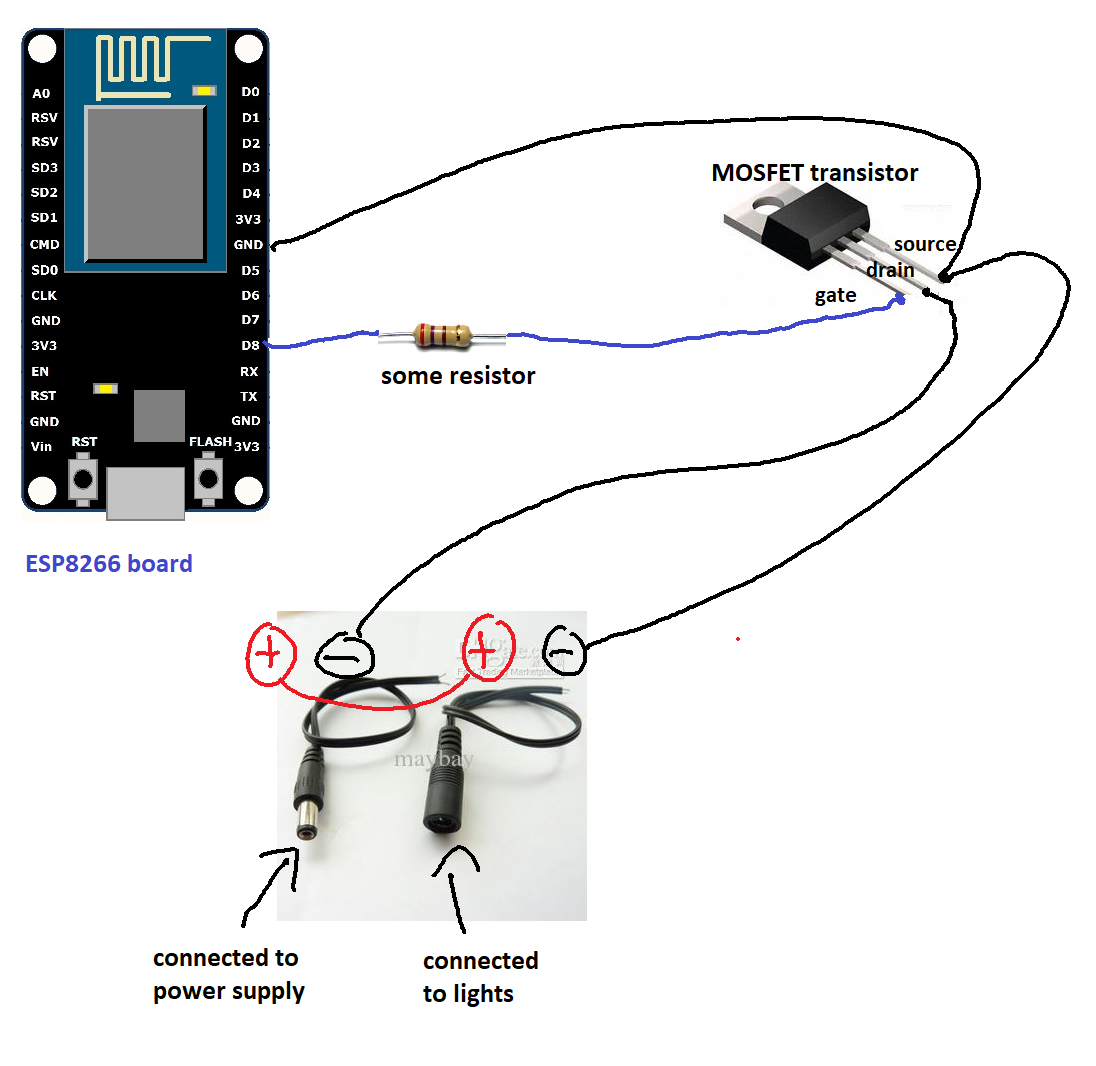 A0
RSV
RSV
SD3
SD2
SD1
CMD
SD0
CLK
GND
3V3
EN
RST
GND
Vin
D0
D1
D2
D3
D4
3V3
GND
D5
D6
D7
D8
RX
TX
GND
3V3
RST
FLASH
ESP8266 board
MOSFET transistor
source
drain
gate
some resistor
+
−
+
−
maybay
connected to
power supply
connected
to lights